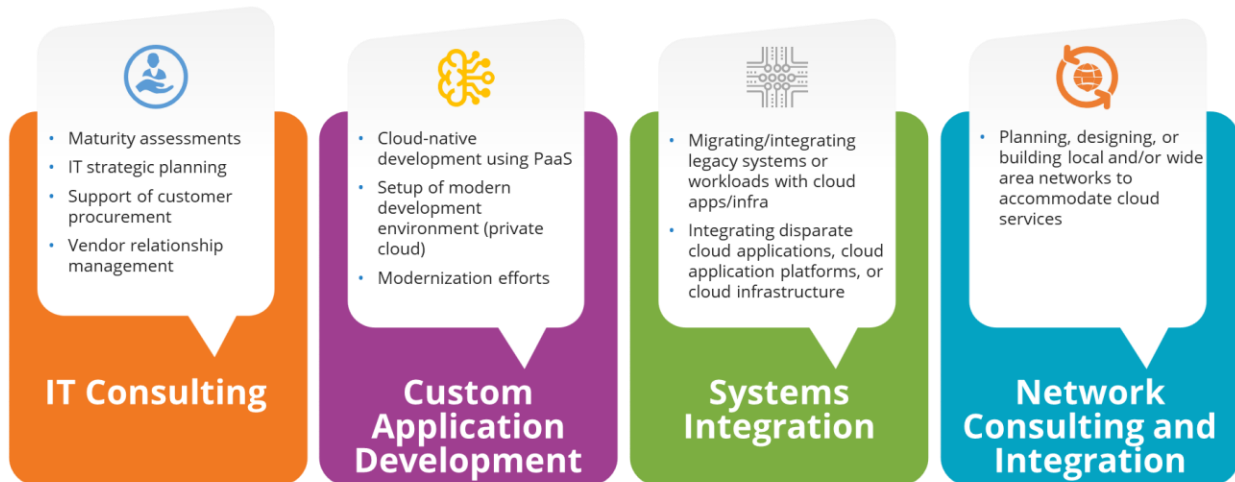 • Maturity assessments
• IT strategic planning
• Support of customer
procurement
• Vendor relationship
management
IT Consulting
• Cloud-native
development using PaaS
• Setup of modern
development
environment (private
cloud)
• Modernization efforts
Custom
Application
Development
• Migrating/integrating
legacy systems or
workloads with cloud
apps/infra
• Integrating disparate
cloud applications, cloud
application platforms, or
cloud infrastructure
Systems
Integration
• Planning, designing, or
building local and/or wide
area networks to
accommodate cloud
services
Network
Consulting and
Integration